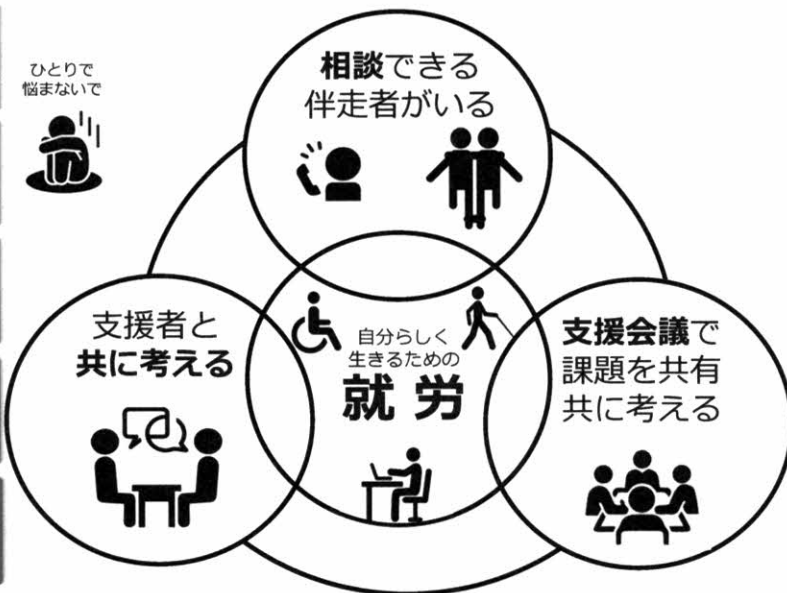 ひとりで
悩まないで
相談できる
伴走者がいる
支援者と
共に考える
自分らしく
生きるための
就労
支援会議で
課題を共有
共に考える